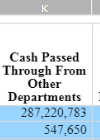 K
Cash Passed
Through From
Other
Departments
287,220,783
547,650